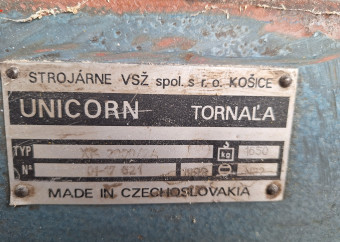 STROJÁRNE VSŽ spol. s r. o. KOŠICE
UNICORN TORNAĽA
TYP kg
N°
MADE IN CZECHOSLOVAKIA